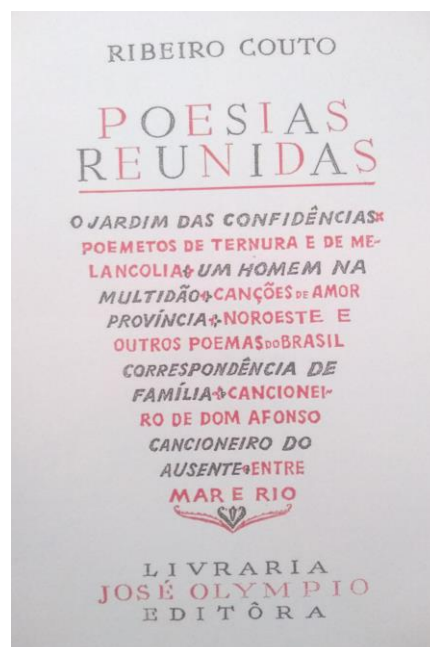 RIBEIRO COUTO
POESIAS
REUNIDAS
O JARDIM DAS CONFIDÊNCIAS
POEMETOS DE TERNURA E DE ME-
LANCOLIA UM HOMEM NA
MULTIDÃO CANÇÕES DE AMOR
PROVÍNCIA NOROESTE E
OUTROS POEMAS DO BRASIL
CORRESPONDÊNCIA DE
FAMÍLIA CANCIONEI-
RO DE DOM AFONSO
CANCIONEIRO DO
AUSENTE ENTRE
MAR E RIO
LIVRARIA
JOSÉ OLYMPIO
EDITÔRA